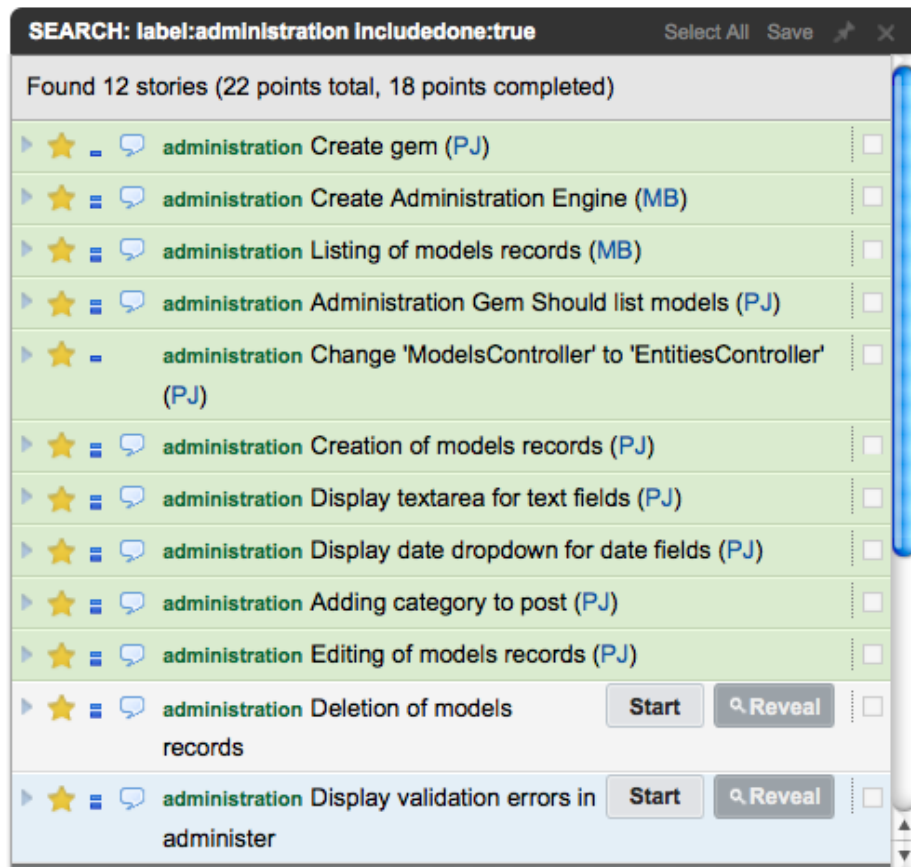 SEARCH: label:administration includedone:true Select All Save
Found 12 stories (22 points total, 18 points completed)
administration Create gem (PJ)
administration Create Administration Engine (MB)
administration Listing of models records (MB)
administration Administration Gem Should list models (PJ)
administration Change 'ModelsController' to 'EntitiesController'
(PJ)
administration Creation of models records (PJ)
administration Display textarea for text fields (PJ)
administration Display date dropdown for date fields (PJ)
administration Adding category to post (PJ)
administration Editing of models records (PJ)
administration Deletion of models Start Reveal
records
administration Display validation errors in Start Reveal
administer